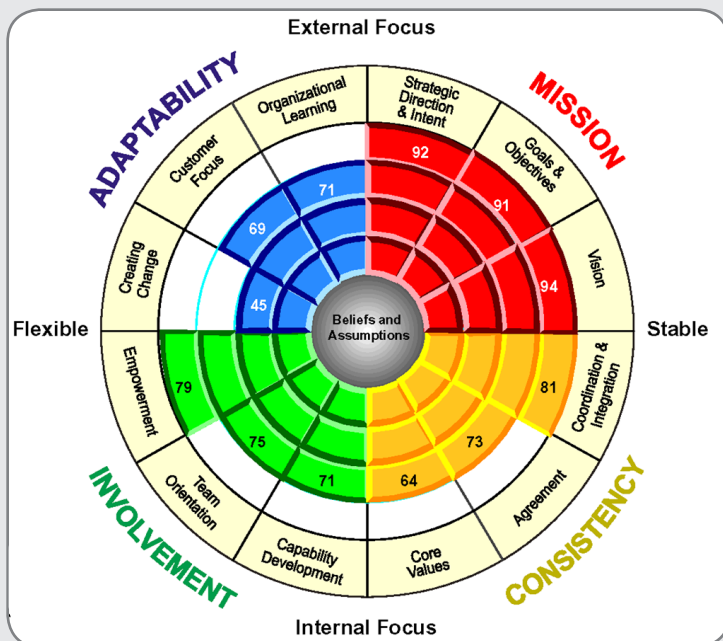 External Focus
ADAPTABILITY
MISSION
Organizational
Learning
Strategic
Direction
& Intent
Customer
Focus
Goals &
Objectives
92
71
91
69
Creating
Change
Vision
94
45
Flexible
Beliefs and
Assumptions
Stable
Empowerment
79
81
Coordination &
Integration
75
73
71
64
Team
Orientation
Agreement
Capability
Development
Core
Values
INVOLVEMENT
CONSISTENCY
Internal Focus